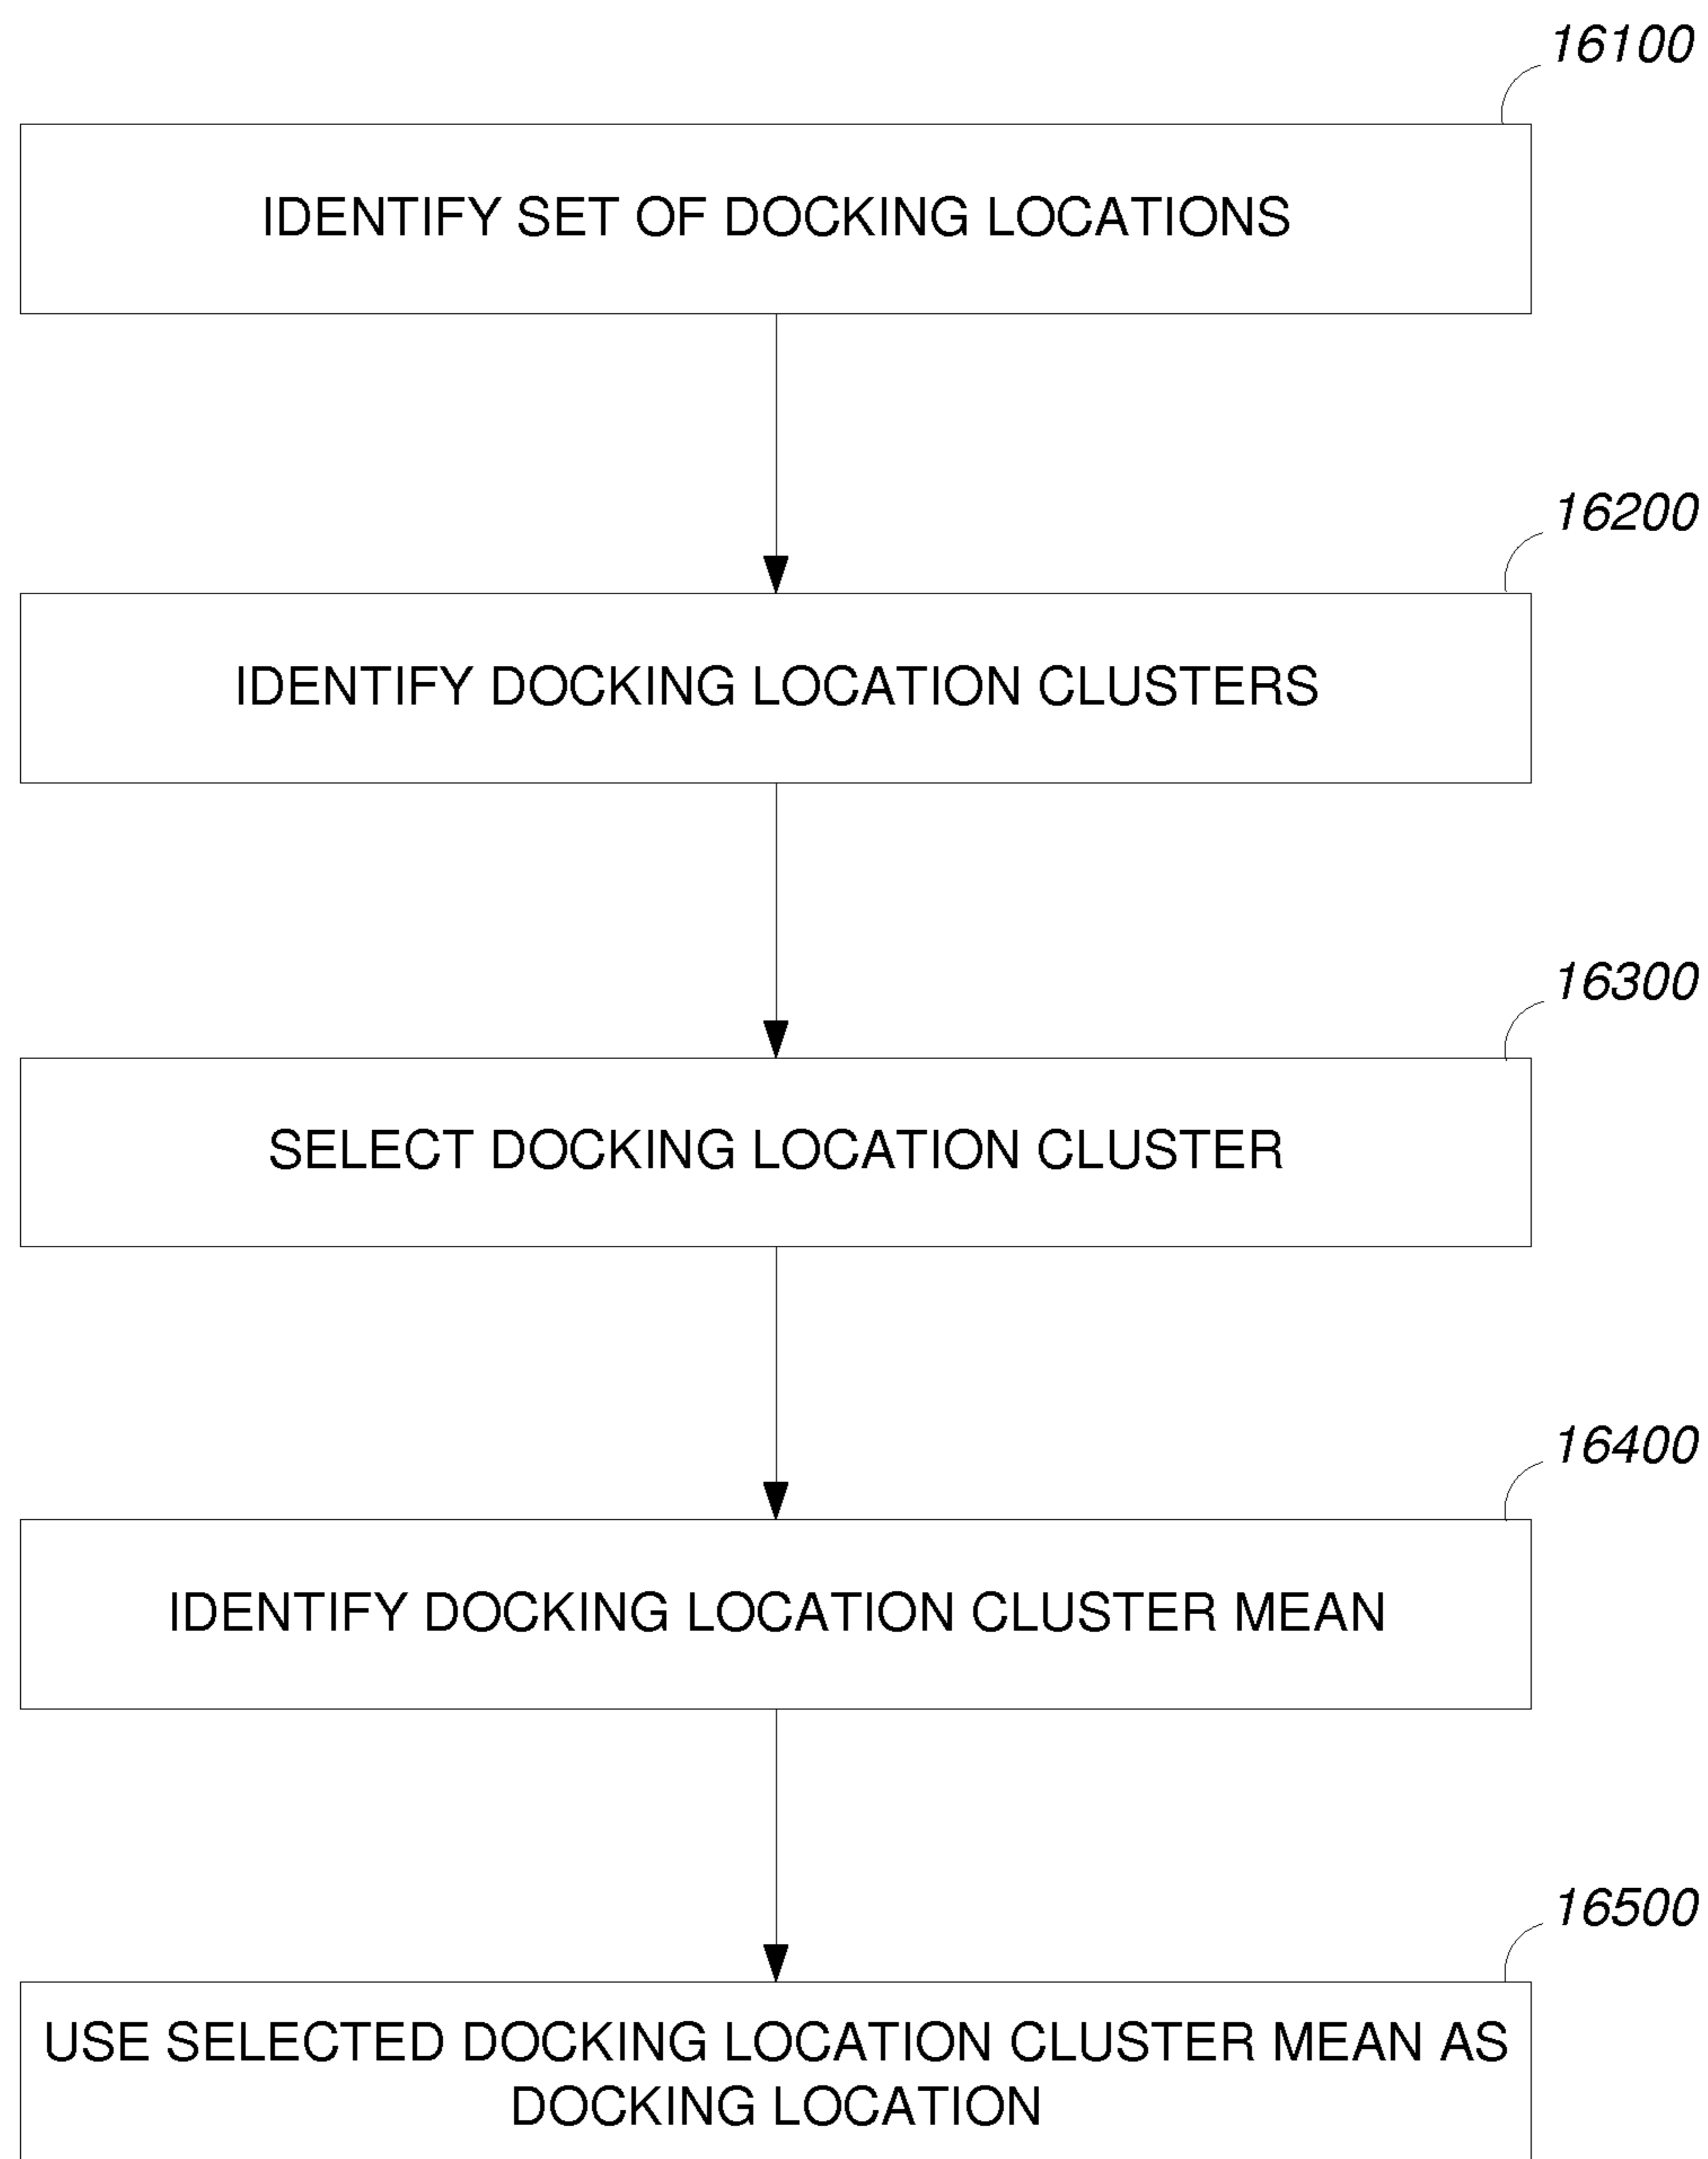 16100
IDENTIFY SET OF DOCKING LOCATIONS
16200
IDENTIFY DOCKING LOCATION CLUSTERS
16300
SELECT DOCKING LOCATION CLUSTER
16400
IDENTIFY DOCKING LOCATION CLUSTER MEAN
16500
USE SELECTED DOCKING LOCATION CLUSTER MEAN AS
DOCKING LOCATION